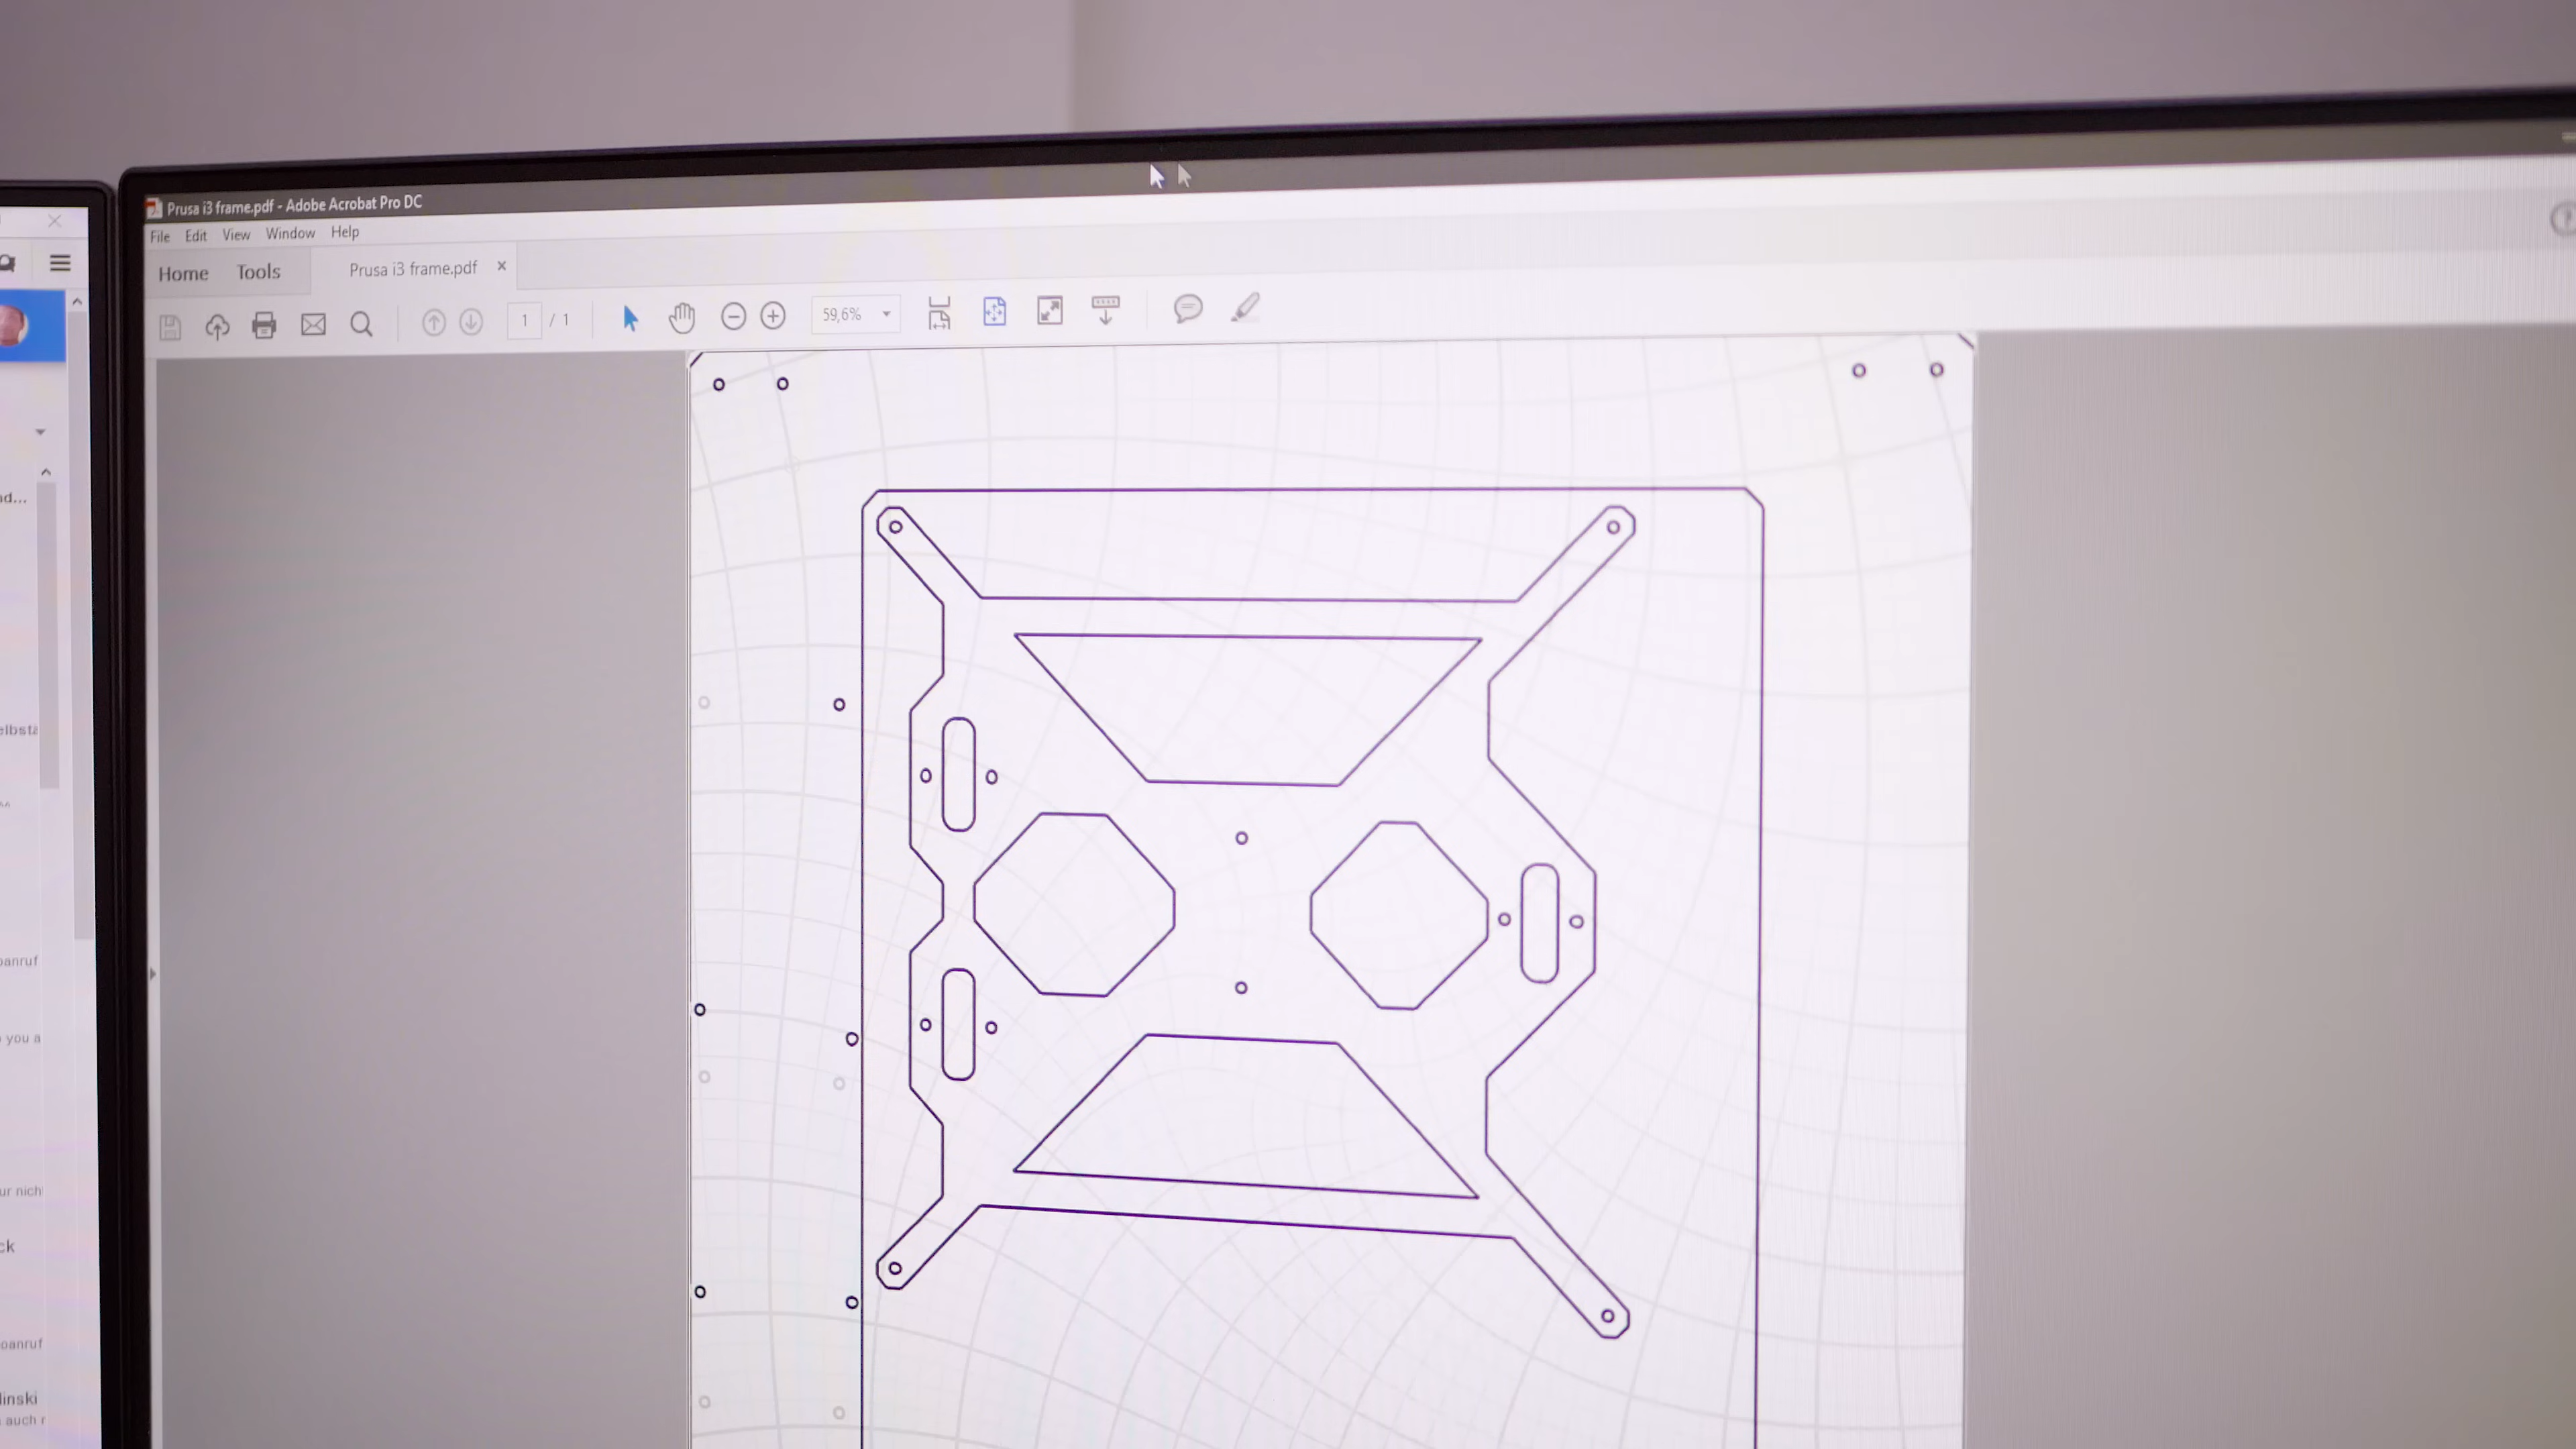 Prusa i3 frame.pdf - Adobe Acrobat Pro DC
File Edit View Window Help
Home Tools Prusa i3 frame.pdf ×
1 / 1 59,6%
nd...
elbsta
oanruf
you a
ur nich
ck
oanruf
linski
auch r